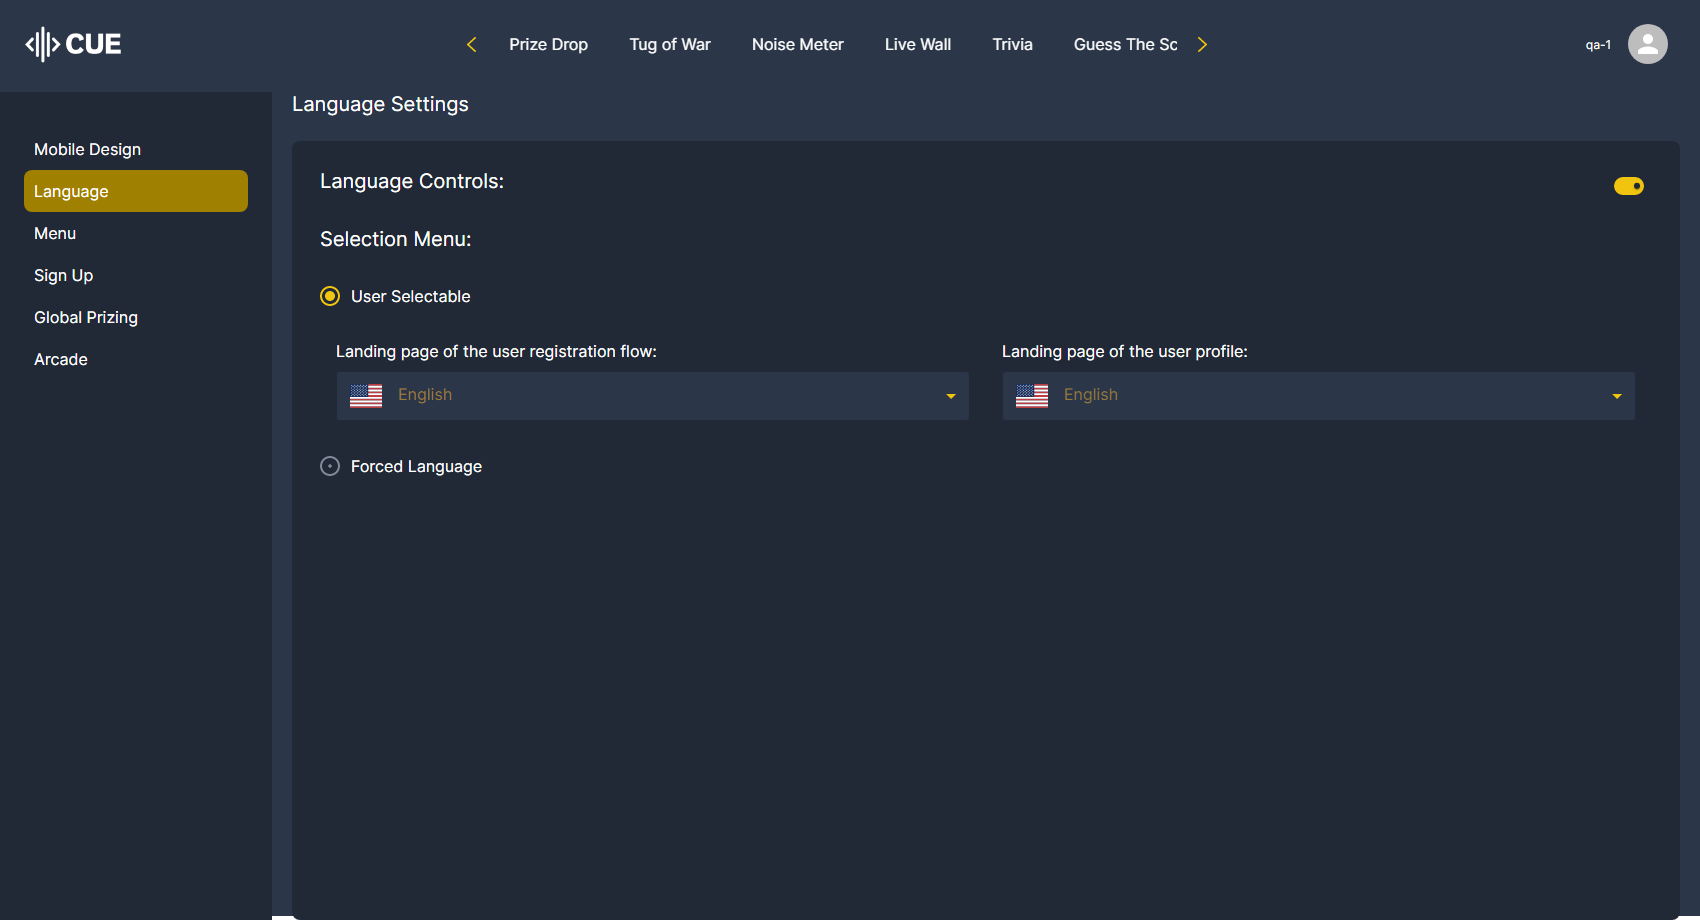 CUE
Prize Drop
Tug of War
Noise Meter
Live Wall
Trivia
Guess The Sc
qa-1
Mobile Design
Language
Menu
Sign Up
Global Prizing
Arcade
Language Settings
Language Controls:
Selection Menu:
User Selectable
Landing page of the user registration flow:
English
Landing page of the user profile:
English
Forced Language